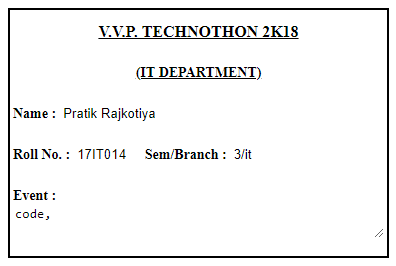 V.V.P. TECHNOTHON 2K18
(IT DEPARTMENT)
Name : Pratik Rajkotiya
Roll No. : 17IT014 Sem/Branch : 3/it
Event :
code,